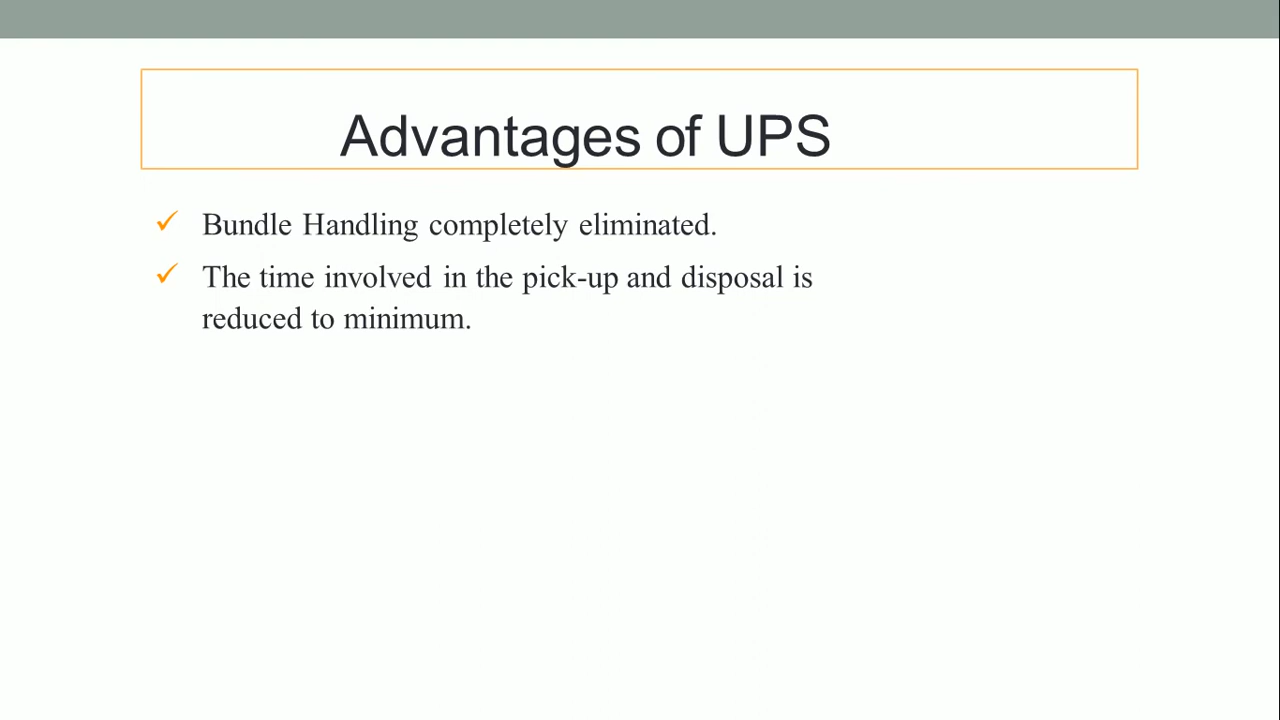 Advantages of UPS
Bundle Handling completely eliminated.
The time involved in the pick-up and disposal is
reduced to minimum.